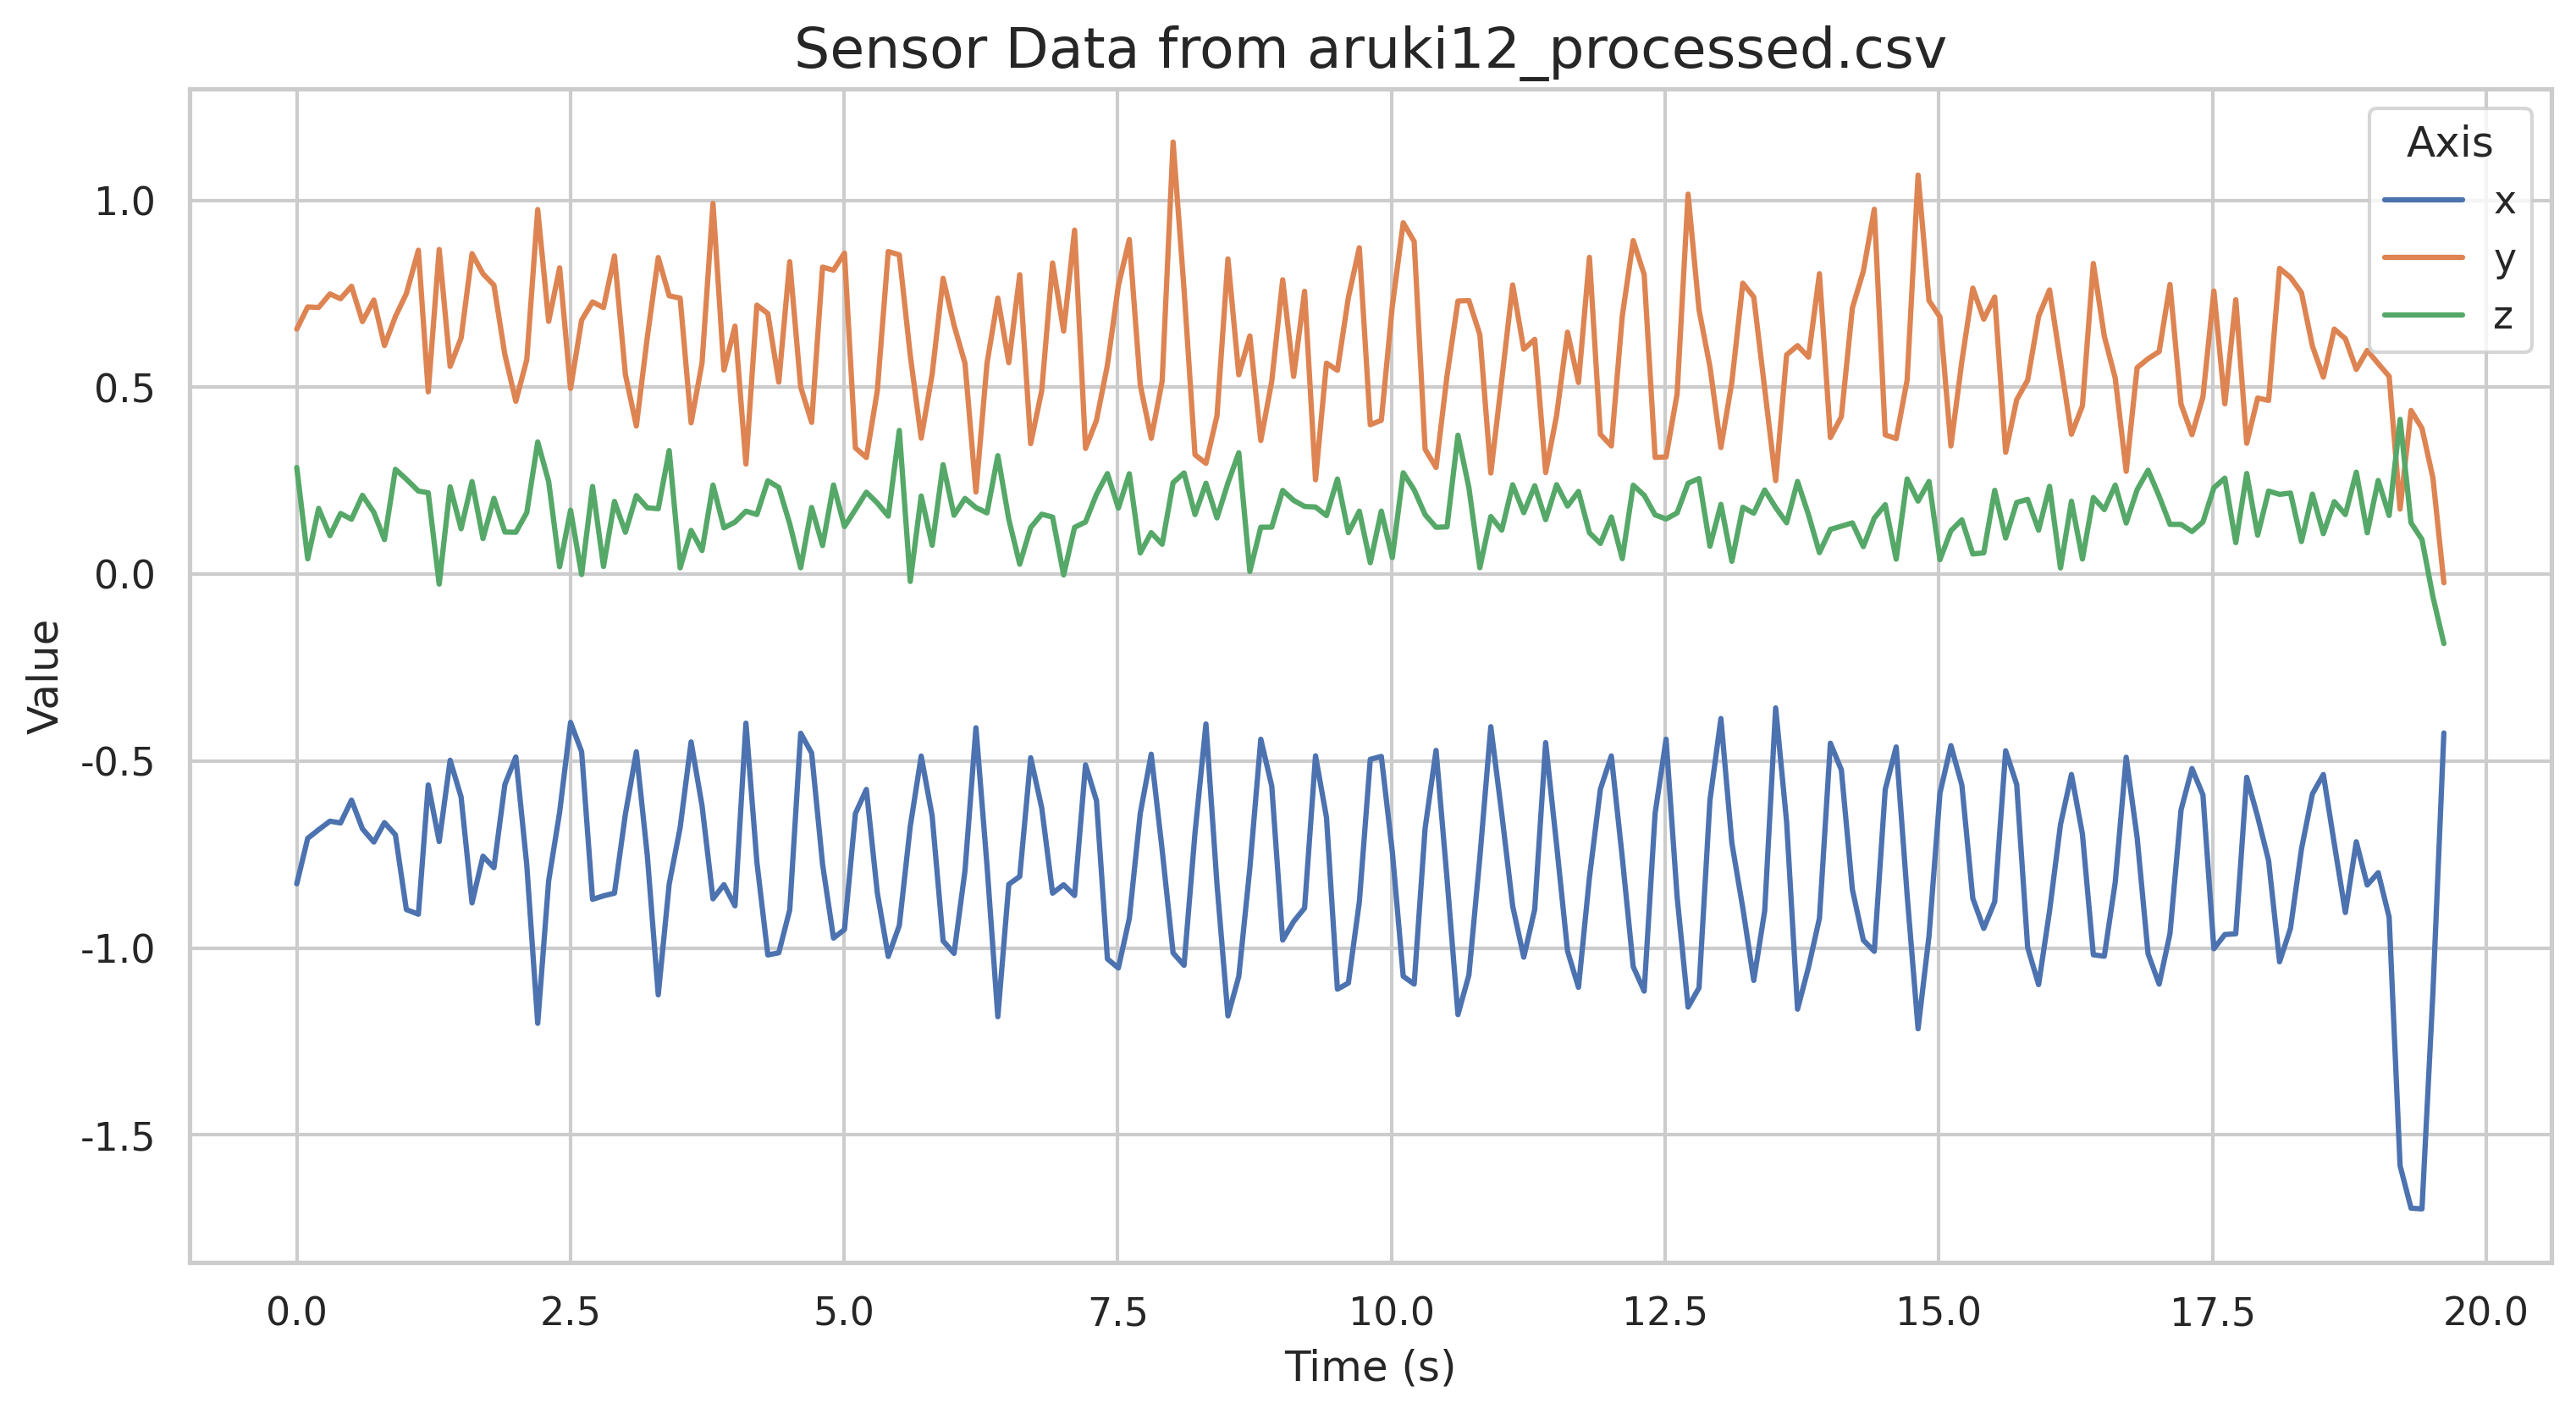 Sensor Data from aruki12_processed.csv
Axis
x
y
z
1.0
0.5
0.0
-0.5
-1.0
-1.5
Value
0.0 2.5 5.0 7.5 10.0 12.5 15.0 17.5 20.0
Time (s)